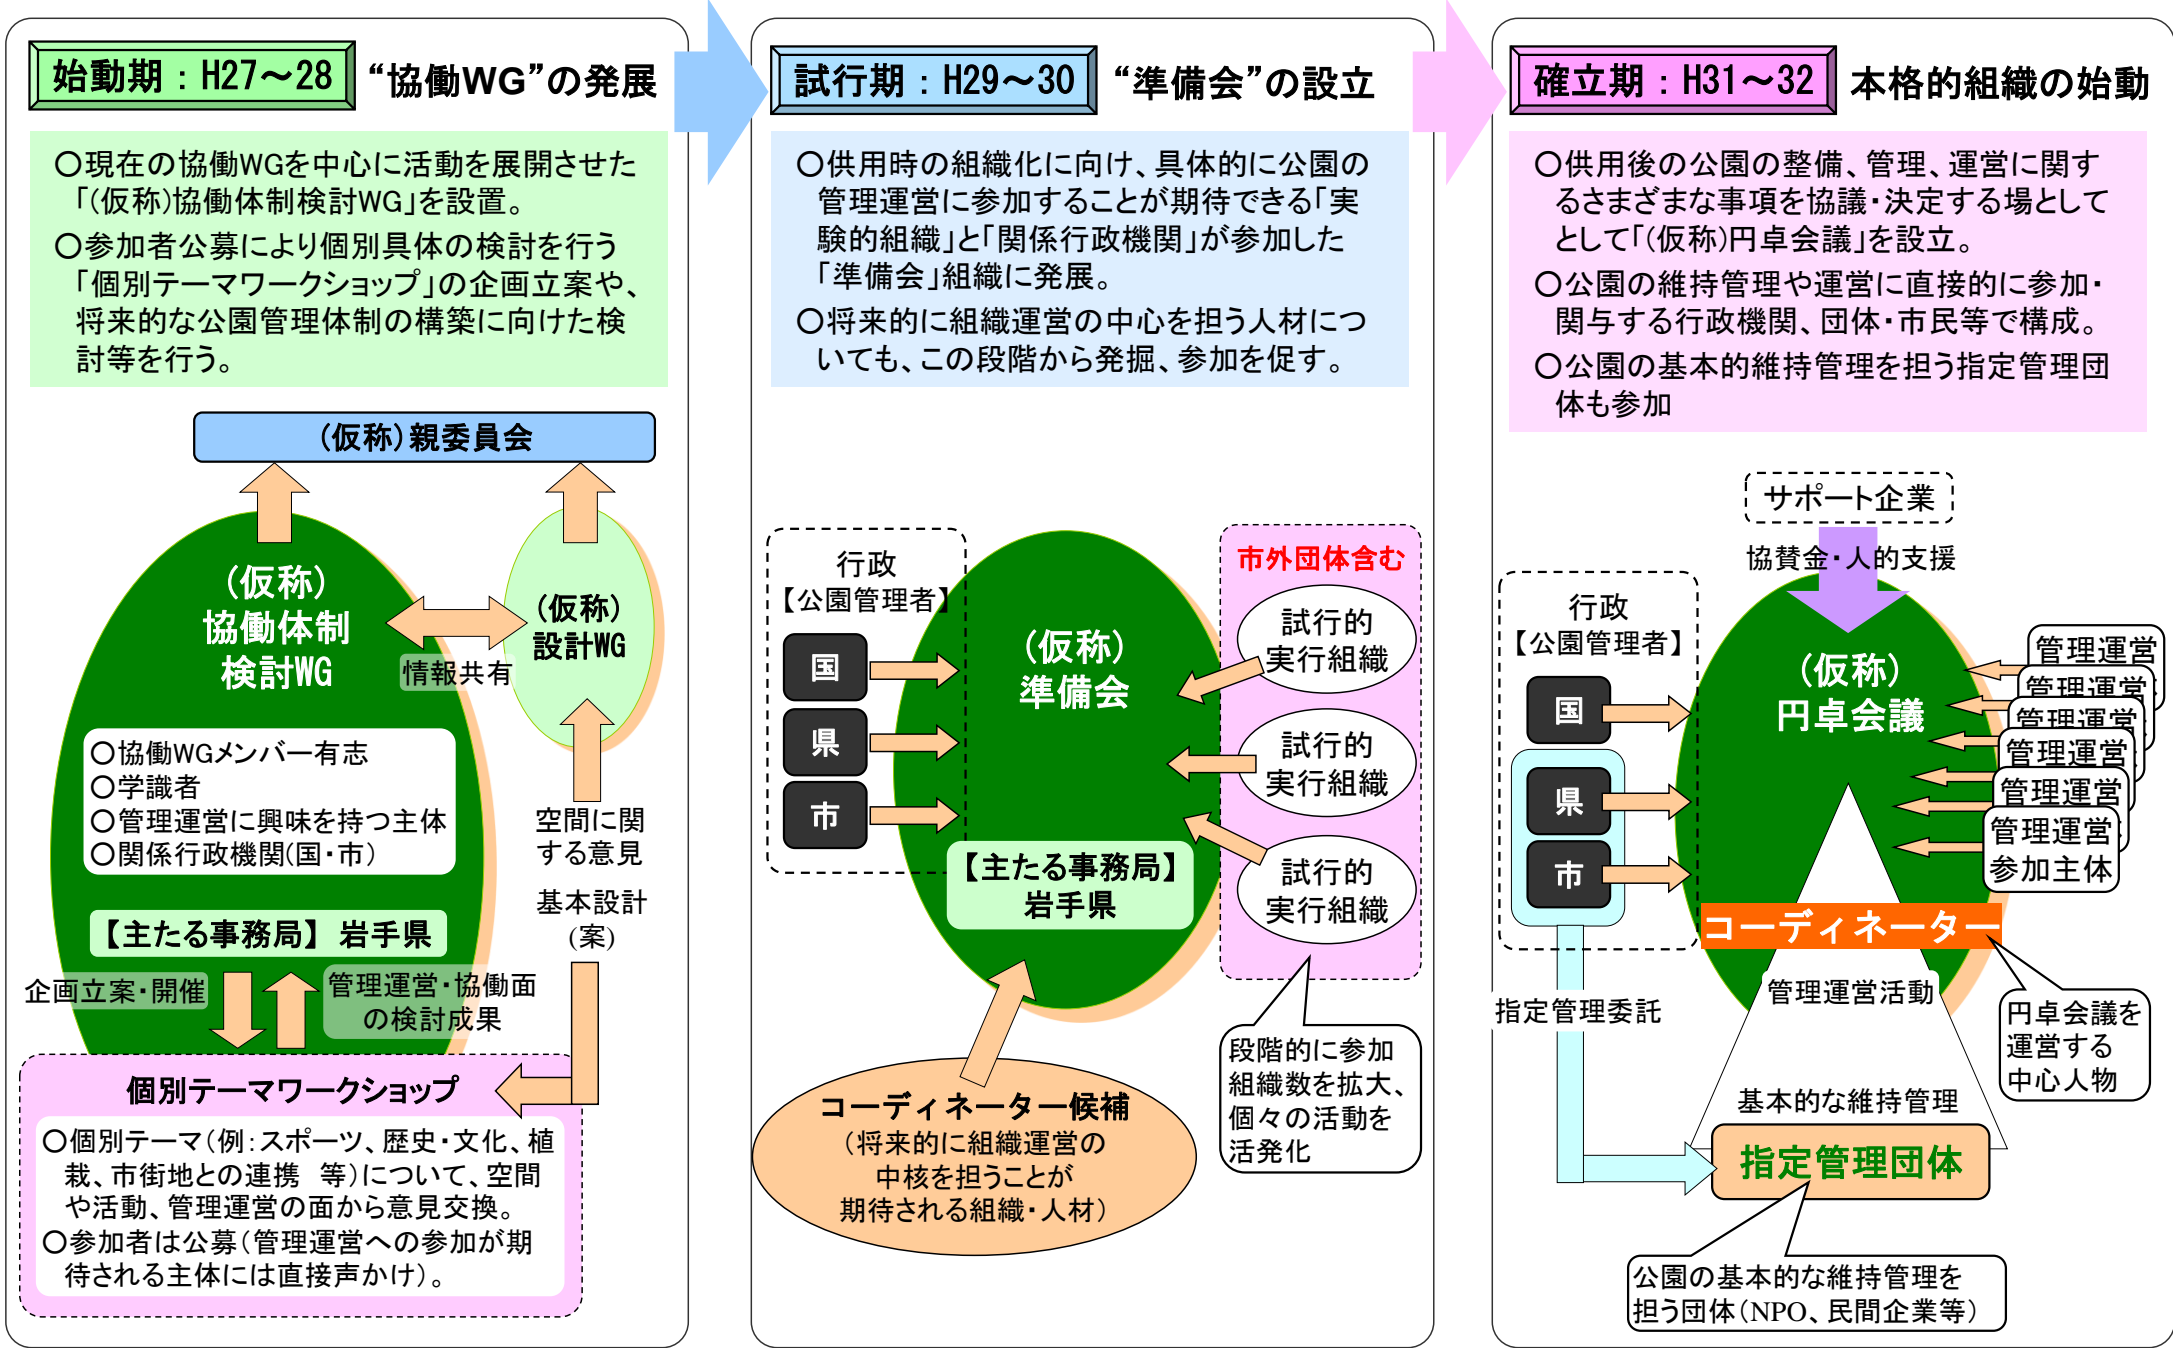 始動期：H27～28
“協働WG”の発展
〇現在の協働WGを中心に活動を展開させた
「(仮称)協働体制検討WG」を設置。
〇参加者公募により個別具体の検討を行う
「個別テーマワークショップ」の企画立案や、
将来的な公園管理体制の構築に向けた検
討等を行う。
(仮称)親委員会
(仮称)
協働体制
検討WG
情報共有
(仮称)
設計WG
〇協働WGメンバー有志
〇学識者
〇管理運営に興味を持つ主体
〇関係行政機関(国・市)
【主たる事務局】 岩手県
空間に関
する意見
基本設計
(案)
企画立案・開催
管理運営・協働面
の検討成果
個別テーマワークショップ
〇個別テーマ(例：スポーツ、歴史・文化、植
栽、市街地との連携 等)について、空間
や活動、管理運営の面から意見交換。
〇参加者は公募(管理運営への参加が期
待される主体には直接声かけ)。
試行期：H29～30
“準備会”の設立
〇供用時の組織化に向け、具体的に公園の
管理運営に参加することが期待できる「実
験的組織」と「関係行政機関」が参加した
「準備会」組織に発展。
〇将来的に組織運営の中心を担う人材につ
いても、この段階から発掘、参加を促す。
行政
【公園管理者】
国
県
市
(仮称)
準備会
【主たる事務局】
岩手県
市外団体含む
試行的
実行組織
試行的
実行組織
試行的
実行組織
段階的に参加
組織数を拡大、
個々の活動を
活発化
コーディネーター候補
(将来的に組織運営の
中核を担うことが
期待される組織・人材)
確立期：H31～32
本格的組織の始動
〇供用後の公園の整備、管理、運営に関す
るさまざまな事項を協議・決定する場として
として「(仮称)円卓会議」を設立。
〇公園の維持管理や運営に直接的に参加・
関与する行政機関、団体・市民等で構成。
〇公園の基本的維持管理を担う指定管理団
体も参加
サポート企業
協賛金・人的支援
行政
【公園管理者】
国
県
市
(仮称)
円卓会議
管理運営
管理運営
管理運営
管理運営
管理運営
管理運営
参加主体
コーディネーター
管理運営活動
円卓会議を
運営する
中心人物
指定管理委託
基本的な維持管理
指定管理団体
公園の基本的な維持管理を
担う団体(NPO、民間企業等)